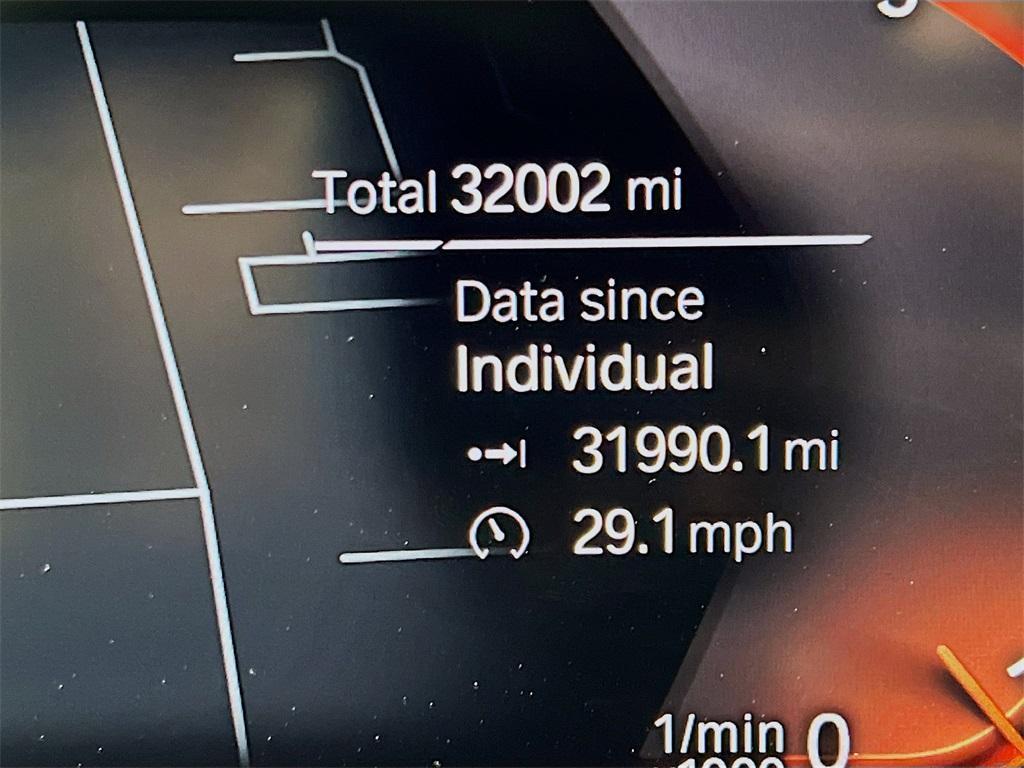 Total 32002 mi
Data since
Individual
31990.1 mi
29.1 mph
1/min 0